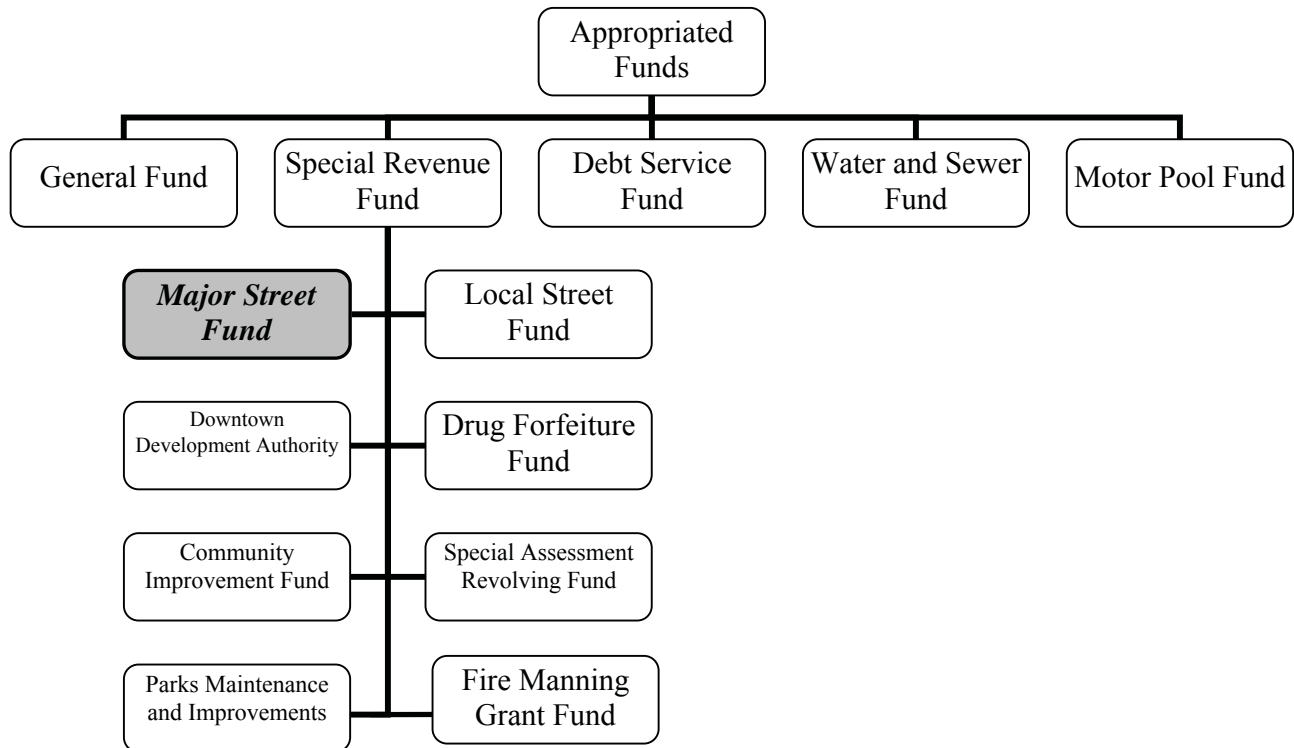 Appropriated
Funds
General Fund
Special Revenue
Fund
Debt Service
Fund
Water and Sewer
Fund
Motor Pool Fund
Major Street
Fund
Local Street
Fund
Downtown
Development Authority
Drug Forfeiture
Fund
Community
Improvement Fund
Special Assessment
Revolving Fund
Parks Maintenance
and Improvements
Fire Manning
Grant Fund